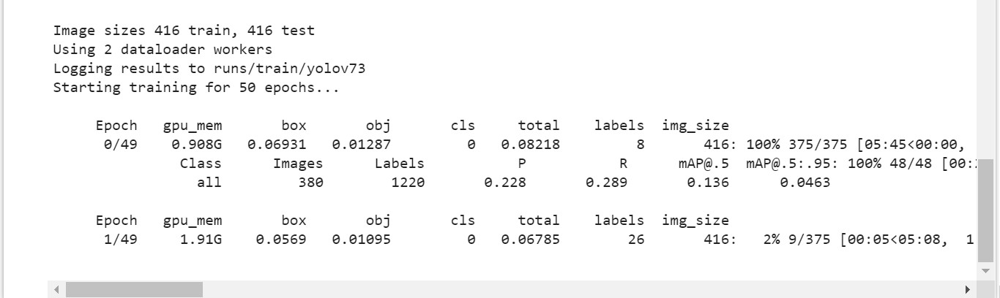 Image sizes 416 train, 416 test
Using 2 dataloader workers
Logging results to runs/train/yolov73
Starting training for 50 epochs...
Epoch gpu_mem box obj cls total labels img_size
0/49 0.908G 0.06931 0.01287 0 0.08218 8 416: 100% 375/375 [05:45<00:00,
Class Images Labels P R mAP@.5 mAP@.5:.95: 100% 48/48 [00:
all 380 1220 0.228 0.289 0.136 0.0463
Epoch gpu_mem box obj cls total labels img_size
1/49 1.91G 0.0569 0.01095 0 0.06785 26 416: 2% 9/375 [00:05<05:08, 1